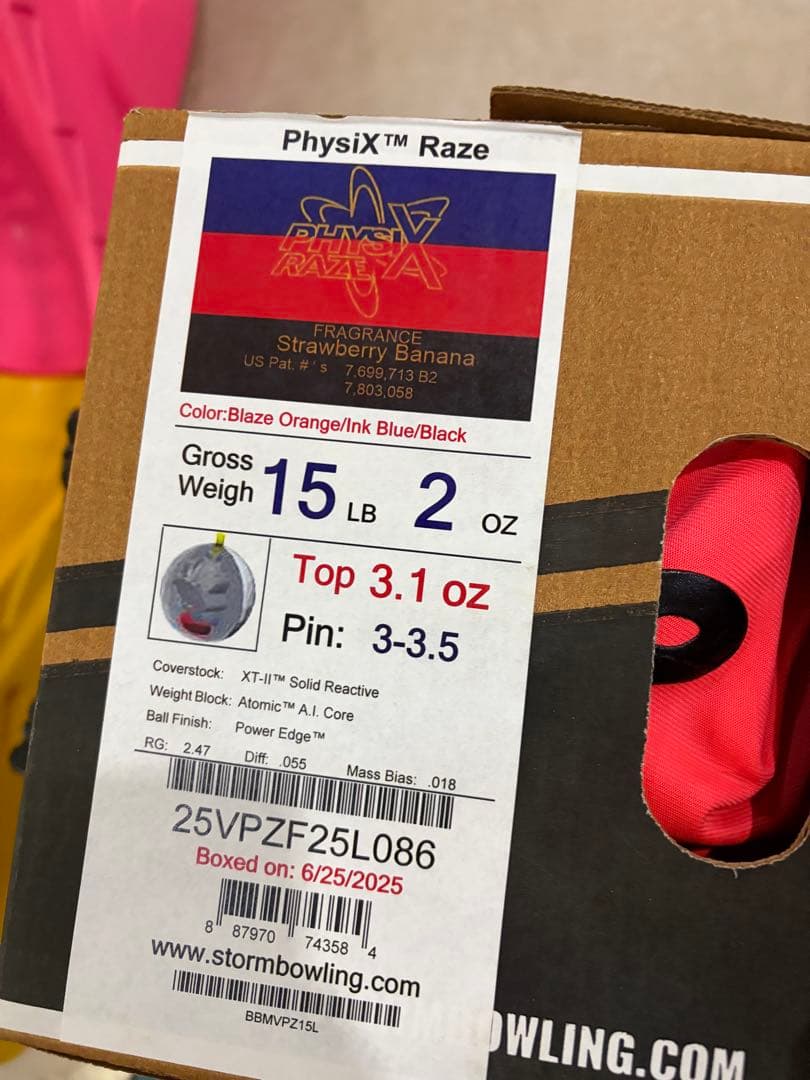 PhysiX™ Raze
PHYSIX
RAZE
FRAGRANCE
Strawberry Banana
US Pat. #'s 7,699,713 B2
7,803,058
Color:Blaze Orange/Ink Blue/Black
Gross
Weigh 15 LB 2 OZ
Top 3.1 oz
Pin: 3-3.5
Coverstock: XT-II™ Solid Reactive
Weight Block: Atomic™ A.I. Core
Ball Finish: Power Edge™
RG: 2.47 Diff: .055 Mass Bias: .018
25VPZF25L086
Boxed on: 6/25/2025
8 87970 74358 4
www.stormbowling.com
BBMVPZ15L
OWLING.COM